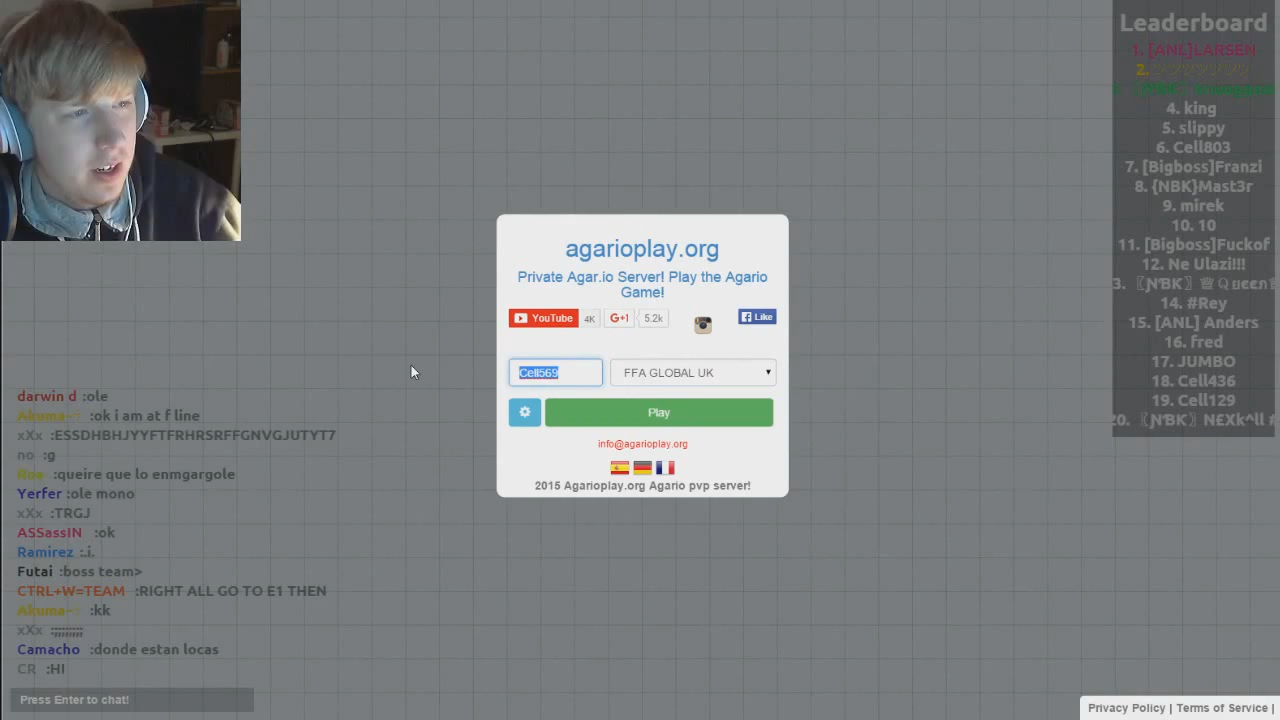 Leaderboard
1. [ANL]LARSEN
2.
4. king
5. slippy
6. Cell803
7. [Bigboss]Franzi
8. {NBK}Mast3r
9. mirek
10. 10
11. [Bigboss]Fuckof
12. Ne Ulazi!!!
14. #Rey
15. [ANL] Anders
16. fred
17. JUMBO
18. Cell436
19. Cell129
agarioplay.org
Private Agar.io Server! Play the Agario
Game!
YouTube 4K G+1 5.2k Like
Cell569 FFA GLOBAL UK
Play
info@agarioplay.org
2015 Agarioplay.org Agario pvp server!
darwin d :ole
Akuma :ok i am at f line
xXx :ESSDHBHJYYFTFRHRSRFFGNVGJUTYT7
no :g
Roa :queire que lo enmgargole
Yerfer :ole mono
xXx :TRGJ
ASSassIN :ok
Ramirez :.i.
Futai :boss team>
CTRL+W=TEAM :RIGHT ALL GO TO E1 THEN
Akuma :kk
xXx
Camacho :donde estan locas
CR :HI
Press Enter to chat!
Privacy Policy | Terms of Service |